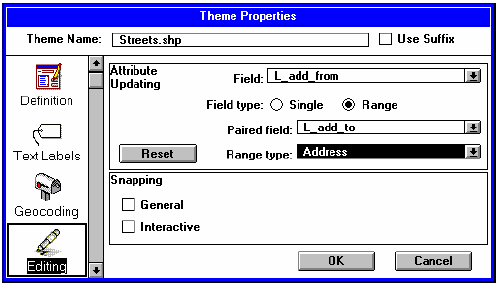 Theme Properties
Theme Name: Streets.shp Use Suffix
Definition
Text Labels
Geocoding
Editing
Attribute Updating
Field: L_add_from
Field type: Single Range
Paired field: L_add_to
Reset
Range type: Address
Snapping
General
Interactive
OK Cancel